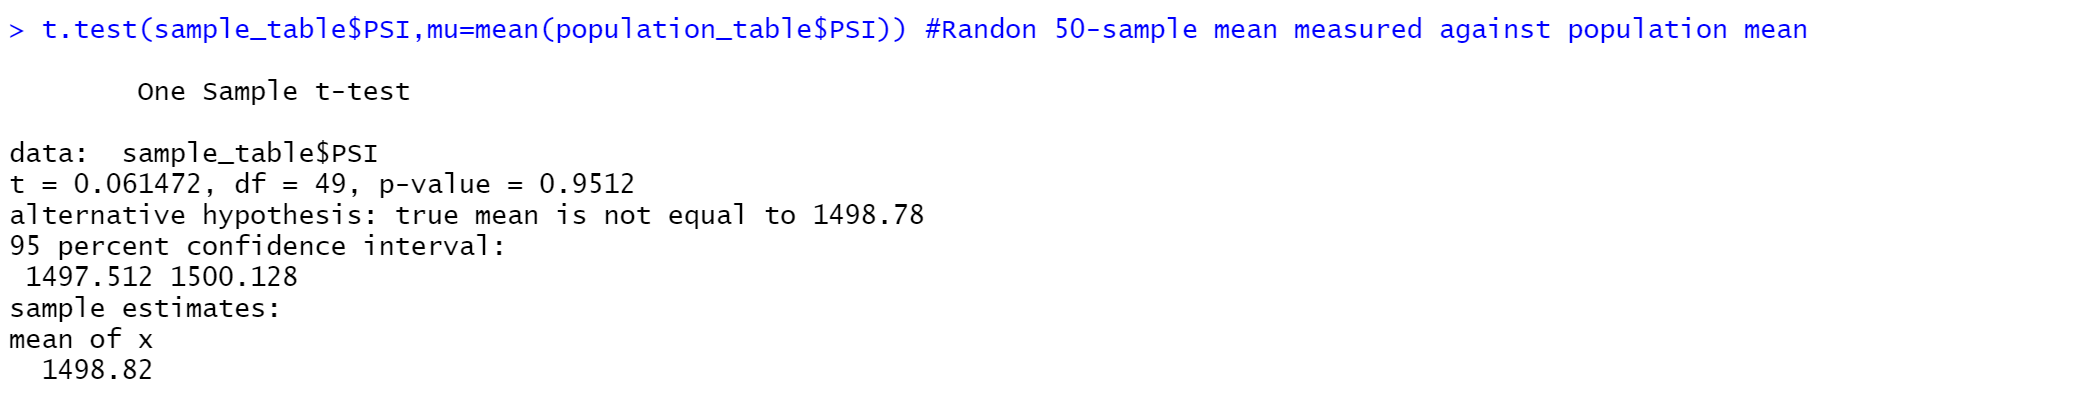 > t.test(sample_table$PSI,mu=mean(population_table$PSI)) #Randon 50-sample mean measured against population mean
One Sample t-test
data:  sample_table$PSI
t = 0.061472, df = 49, p-value = 0.9512
alternative hypothesis: true mean is not equal to 1498.78
95 percent confidence interval:
1497.512 1500.128
sample estimates:
mean of x
1498.82